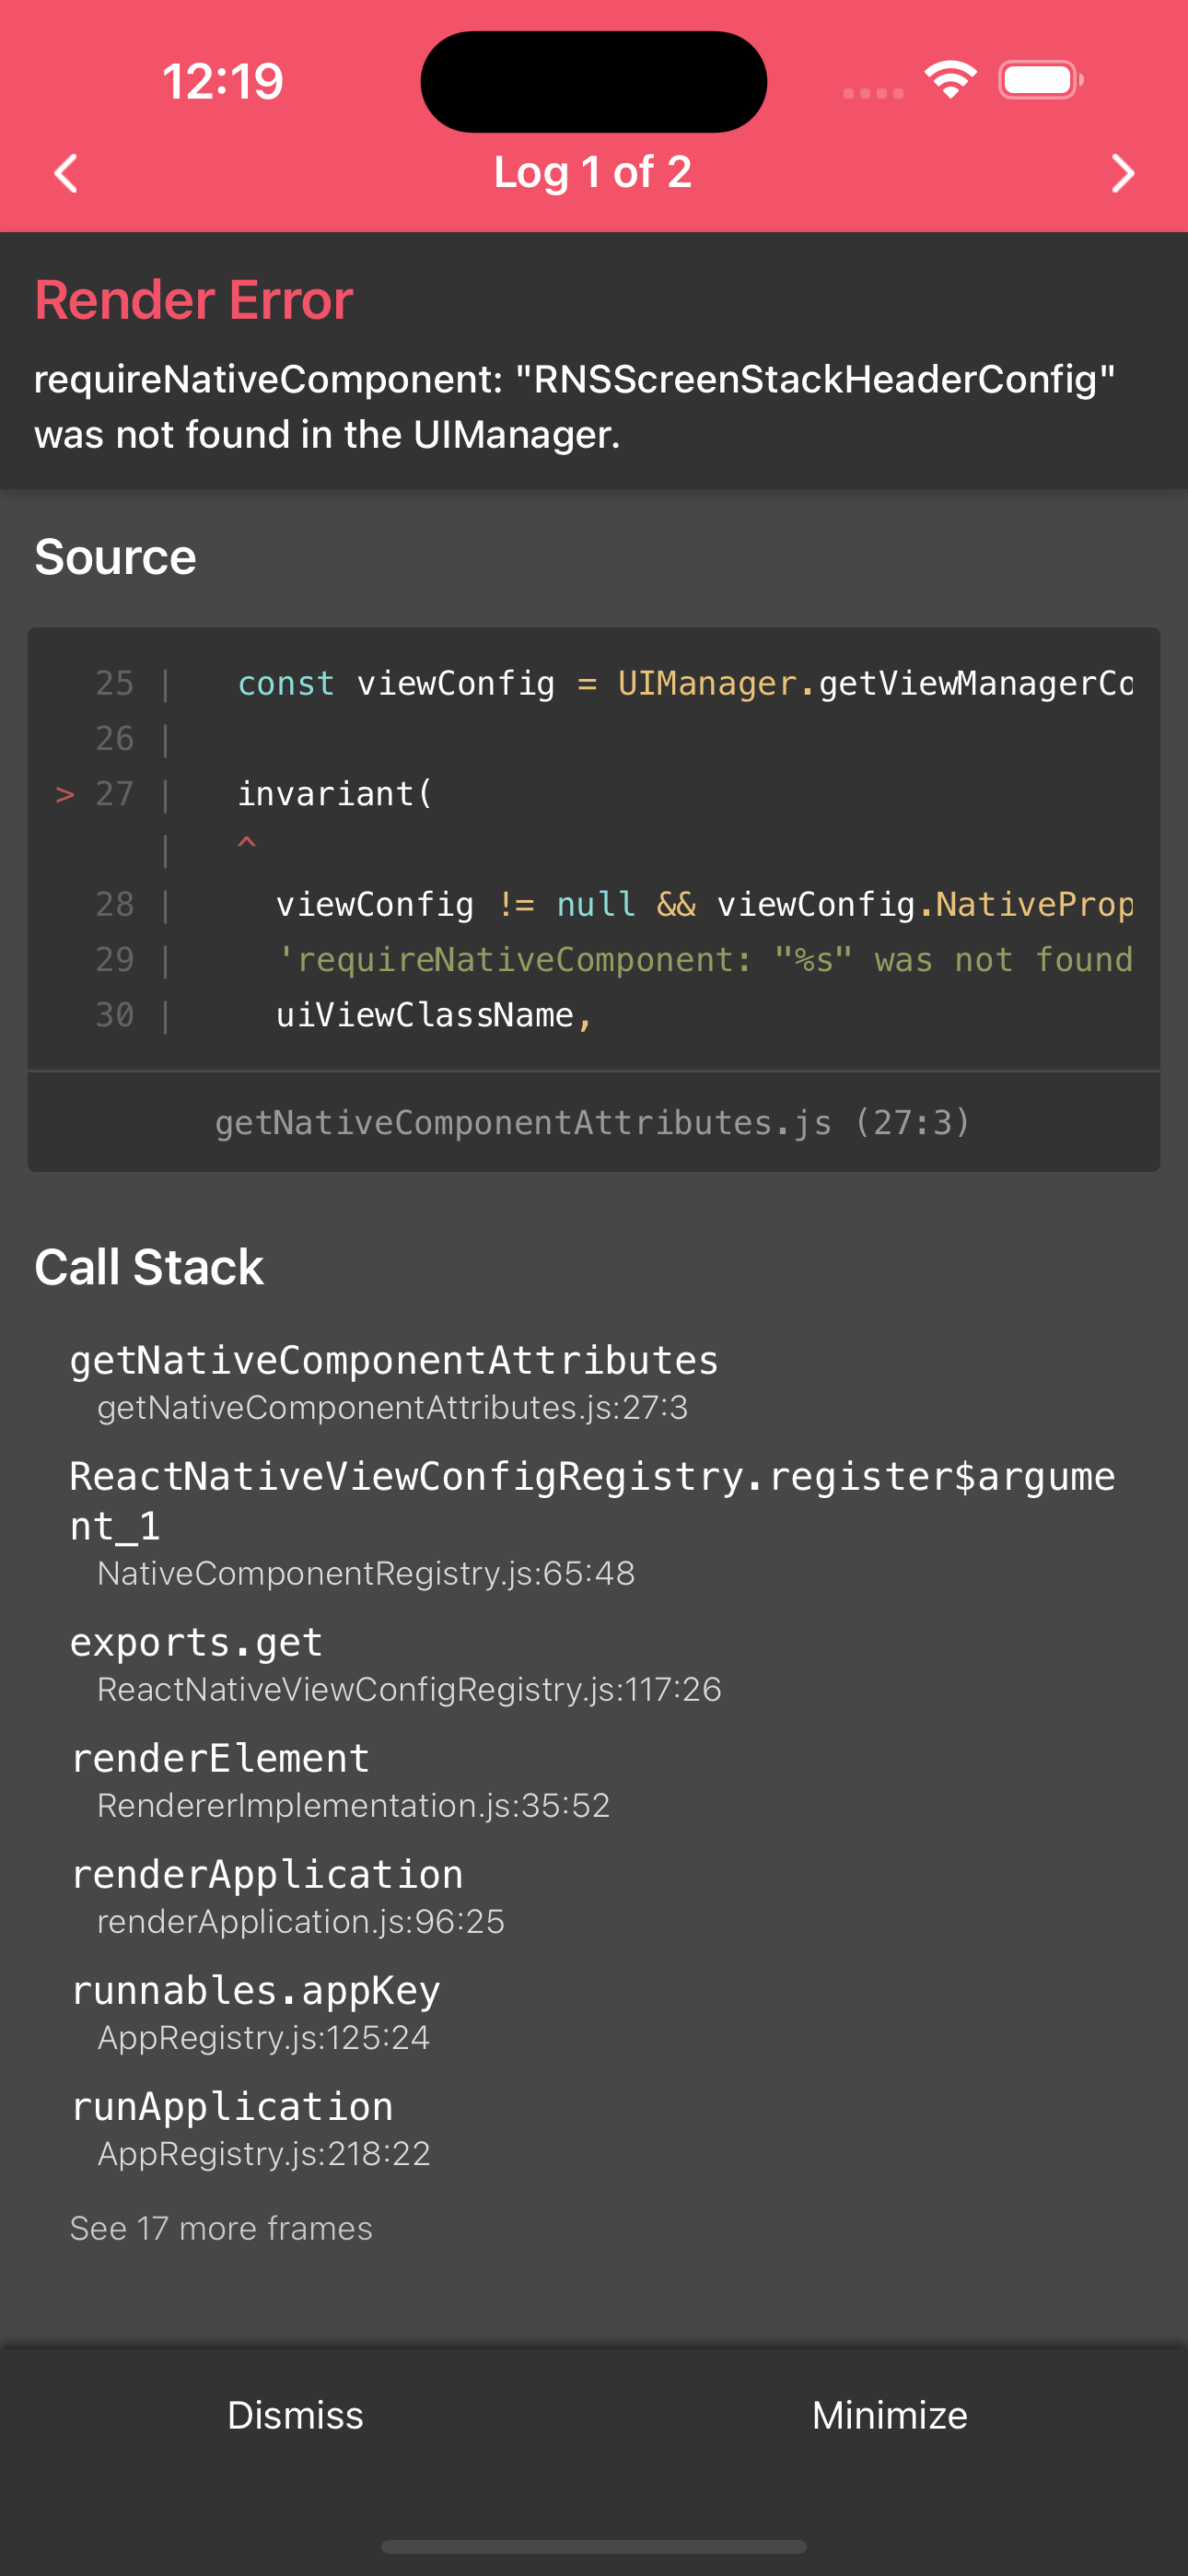 12:19
Log 1 of 2
Render Error
requireNativeComponent: "RNSScreenStackHeaderConfig"
was not found in the UIManager.
Source
25 |   const viewConfig = UIManager.getViewManagerCo
26 |
> 27 |   invariant(
|   ^
28 |     viewConfig != null && viewConfig.NativeProp
29 |     'requireNativeComponent: "%s" was not found
30 |     uiViewClassName,
getNativeComponentAttributes.js (27:3)
Call Stack
getNativeComponentAttributes
getNativeComponentAttributes.js:27:3
ReactNativeViewConfigRegistry.register$argume
nt_1
NativeComponentRegistry.js:65:48
exports.get
ReactNativeViewConfigRegistry.js:117:26
renderElement
RendererImplementation.js:35:52
renderApplication
renderApplication.js:96:25
runnables.appKey
AppRegistry.js:125:24
runApplication
AppRegistry.js:218:22
See 17 more frames
Dismiss
Minimize